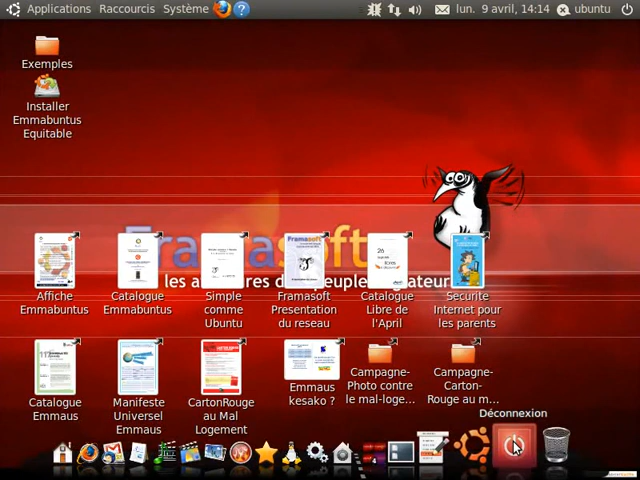 Applications Raccourcis Système ? lun. 9 avril, 14:14 ubuntu
Exemples
Installer
Emmabuntus
Equitable
Framasoft
les a
res d
euple
gateur
Affiche
Emmabuntus
Catalogue
Emmabuntus
Simple
comme
Ubuntu
Framasoft
Presentation
du reseau
Catalogue
Libre de
l'April
Securite
Internet pour
les parents
Catalogue
Emmaus
Manifeste
Universel
Emmaus
CartonRouge
au Mal
Logement
Emmaus
kesako ?
Campagne-
Photo contre
le mal-loge...
Campagne-
Carton-
Rouge au m...
Déconnexion